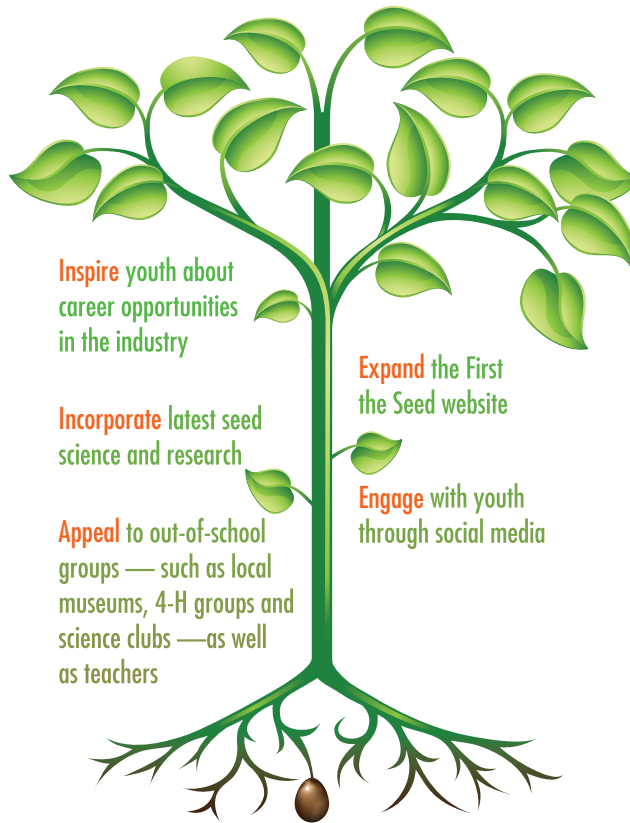 Inspire youth about
career opportunities
in the industry
Incorporate latest seed
science and research
Appeal to out-of-school
groups — such as local
museums, 4-H groups and
science clubs —as well
as teachers
Expand the First
the Seed website
Engage with youth
through social media